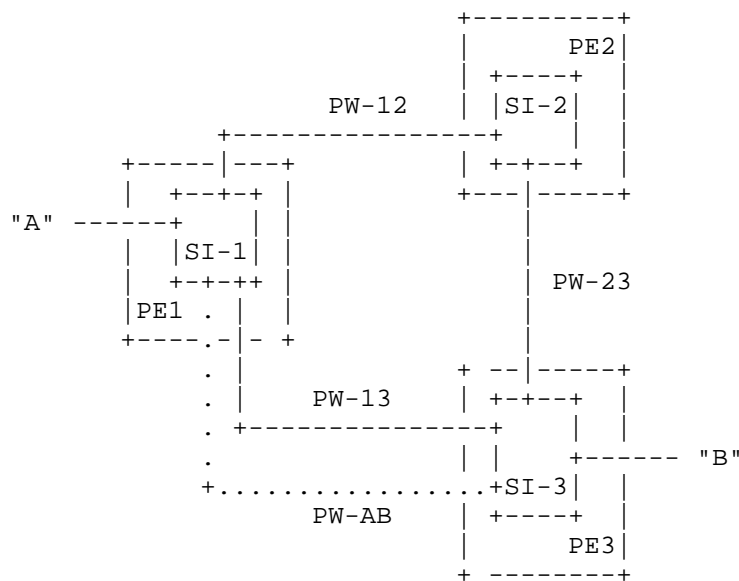 PE2
SI-2
PW-12
"A"
SI-1
PW-23
PE1
PW-13
"B"
SI-3
PW-AB
PE3